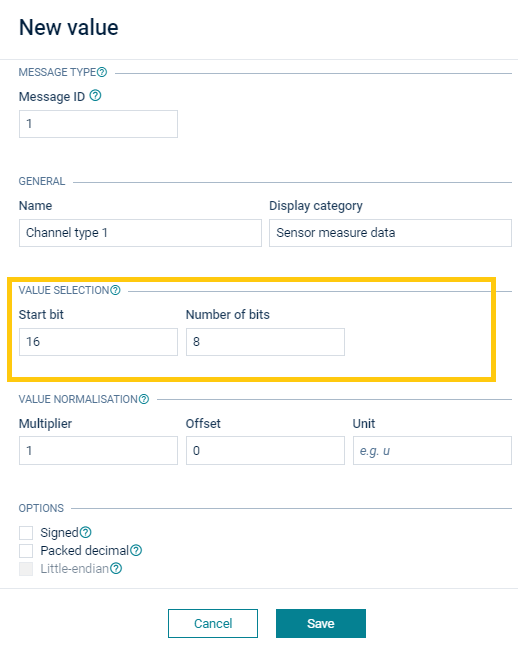 New value
MESSAGE TYPE
Message ID
1
GENERAL
Name Display category
Channel type 1 Sensor measure data
VALUE SELECTION
Start bit Number of bits
16 8
VALUE NORMALISATION
Multiplier Offset Unit
1 0 e.g. u
OPTIONS
Signed
Packed decimal
Little-endian
Cancel Save